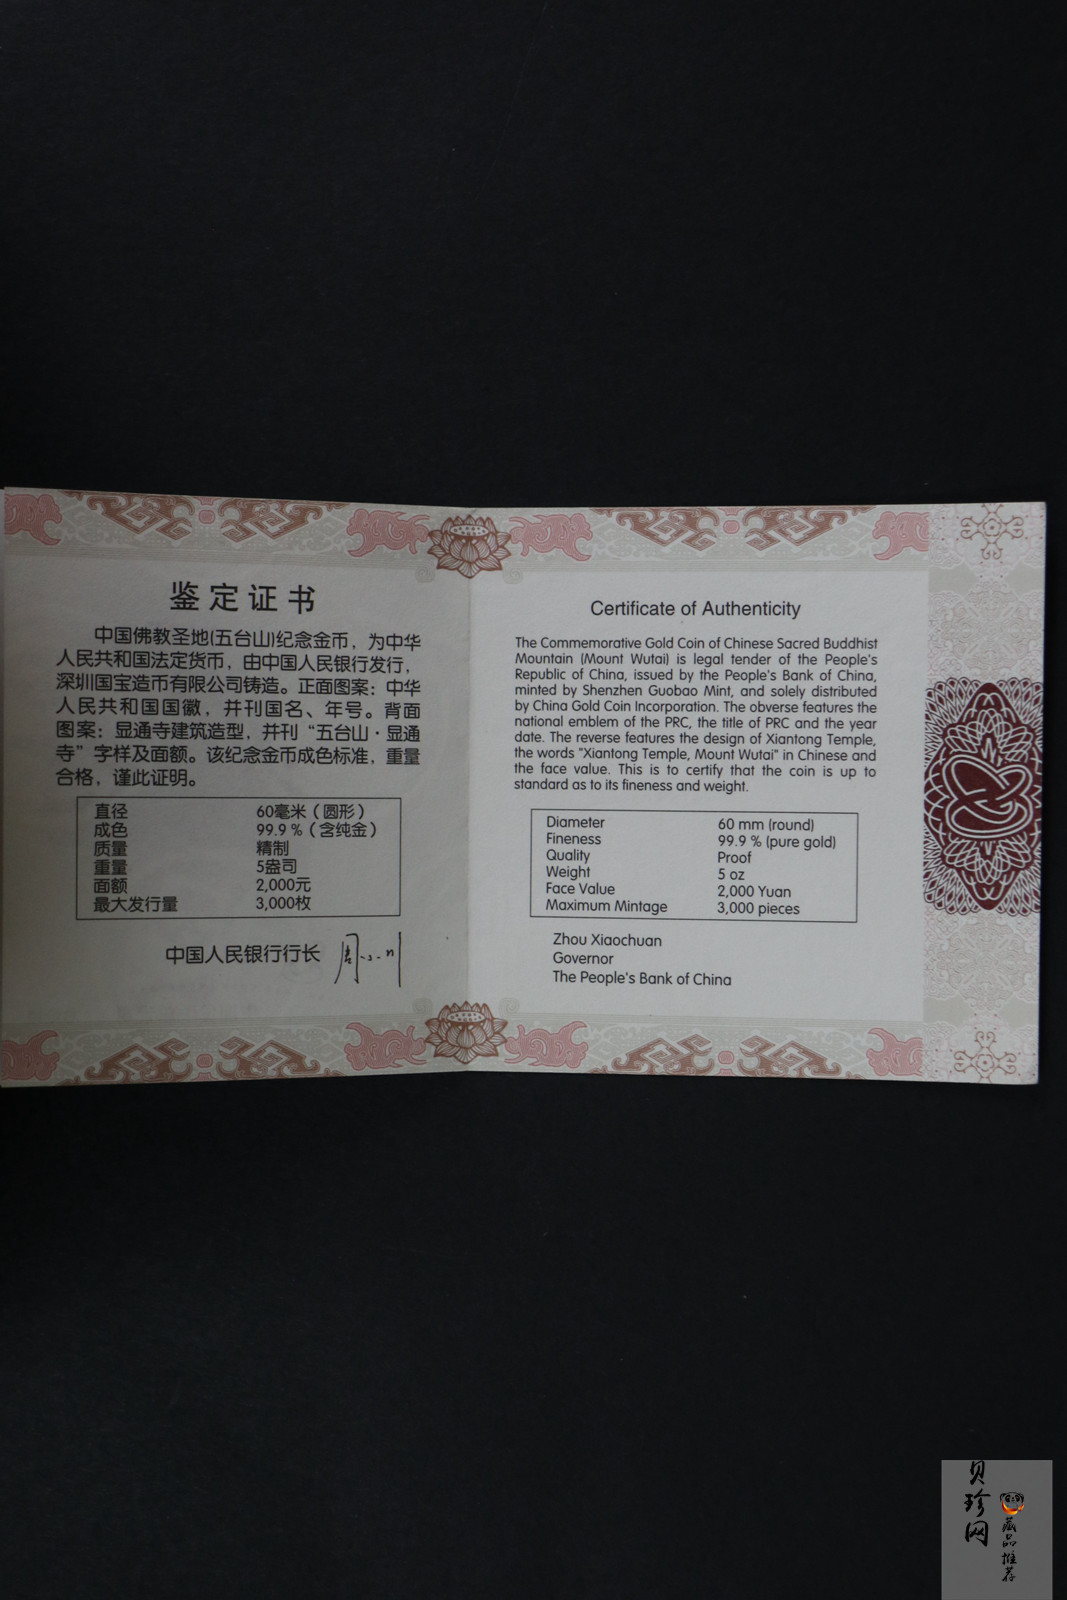 鉴定证书
中国佛教圣地(五台山)纪念金币，为中华
人民共和国法定货币，由中国人民银行发行，
深圳国宝造币有限公司铸造。正面图案：中华
人民共和国国徽，并刊国名、年号。背面
图案：显通寺建筑造型，并刊“五台山·显通
寺”字样及面额。该纪念金币成色标准，重量
合格，谨此证明。
直径 60毫米（圆形）
成色 99.9％（含纯金）
质量 精制
重量 5盎司
面额 2,000元
最大发行量 3,000枚
中国人民银行行长 周小川
Certificate of Authenticity
The Commemorative Gold Coin of Chinese Sacred Buddhist
Mountain (Mount Wutai) is legal tender of the People's
Republic of China, issued by the People's Bank of China,
minted by Shenzhen Guobao Mint, and solely distributed
by China Gold Coin Incorporation. The obverse features the
national emblem of the PRC, the title of PRC and the year
date. The reverse features the design of Xiantong Temple,
the words "Xiantong Temple, Mount Wutai" in Chinese and
the face value. This is to certify that the coin is up to
standard as to its fineness and weight.
Diameter 60 mm (round)
Fineness 99.9 % (pure gold)
Quality Proof
Weight 5 oz
Face Value 2,000 Yuan
Maximum Mintage 3,000 pieces
Zhou Xiaochuan
Governor
The People's Bank of China
贝珍网
藏品推荐